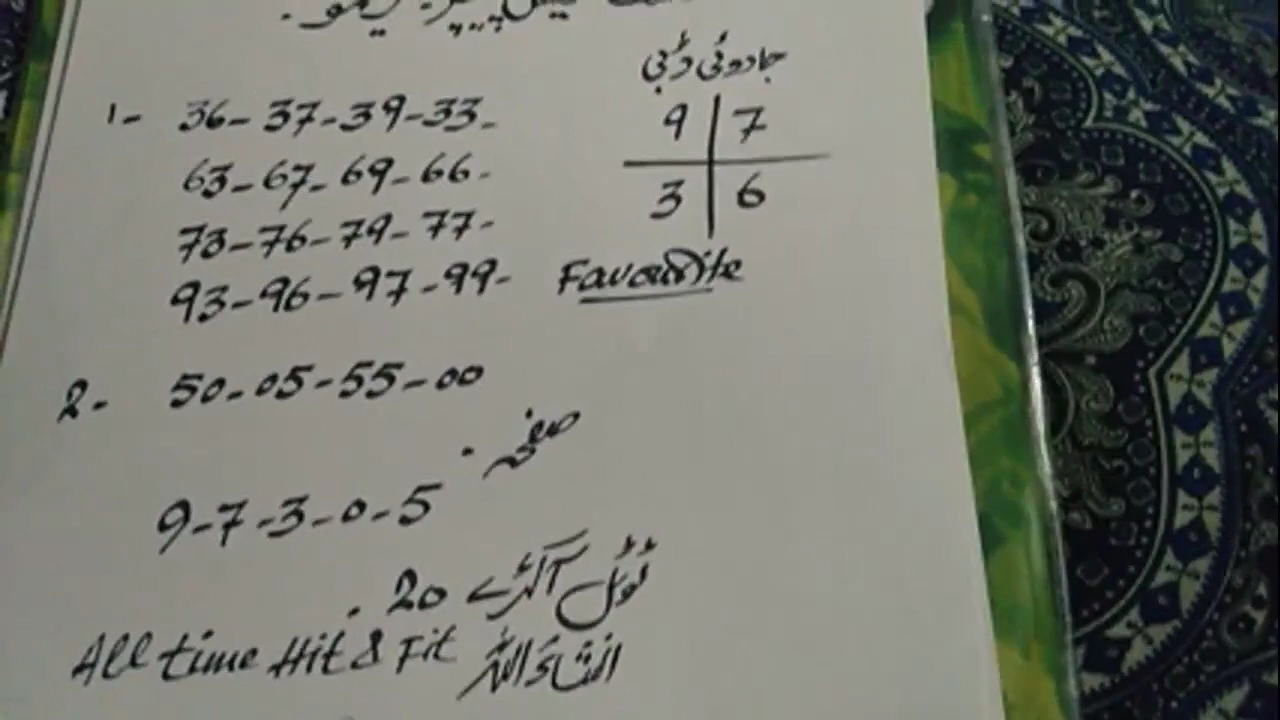 جادوئی ڈبی
9 7
3 6
1- 36-37-39-33-
63-67-69-66-
73-76-79-77-
93-96-97-99- Favourite
2- 50-05-55-00
9-7-3-0-5
ٹوٹل آکڑے 20.
All time Hit & Fit انشاءاللہ